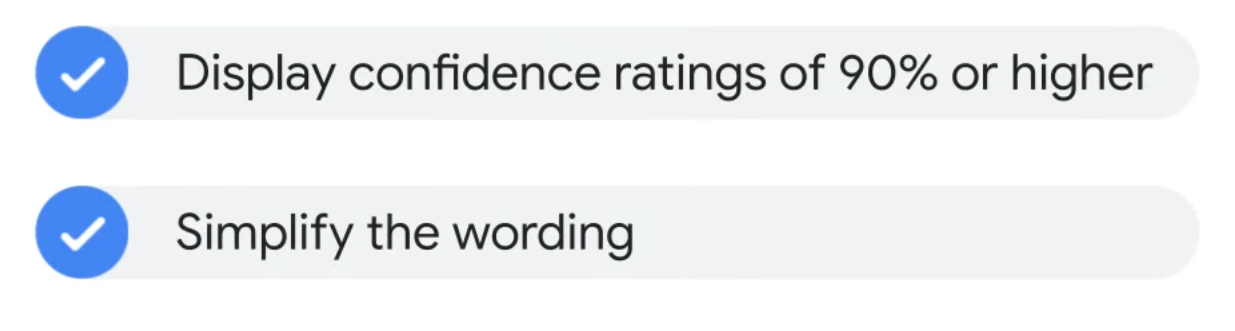 Display confidence ratings of 90% or higher
Simplify the wording